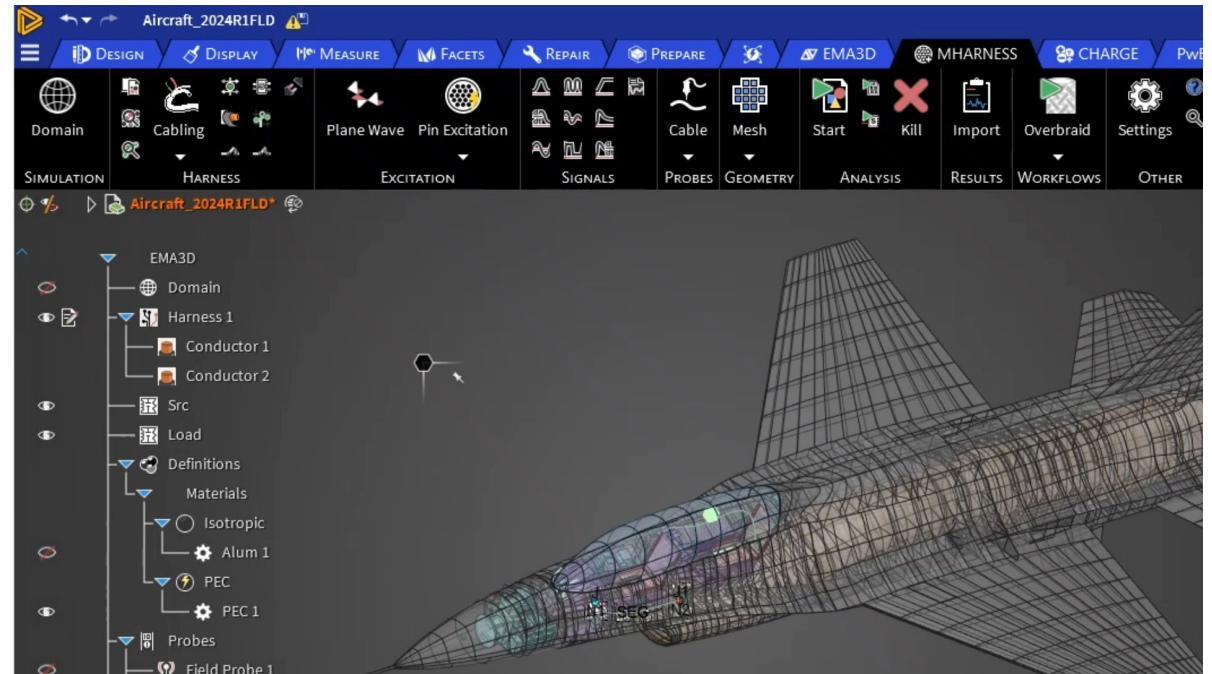 Aircraft_2024R1FLD
DESIGN DISPLAY MEASURE FACETS REPAIR PREPARE EMA3D MHARNESS CHARGE PWE
Domain Cabling Plane Wave Pin Excitation Cable Mesh Start Kill Import Overbraid Settings
SIMULATION HARNESS EXCITATION SIGNALS PROBES GEOMETRY ANALYSIS RESULTS WORKFLOWS OTHER
Aircraft_2024R1FLD*
EMA3D
Domain
Harness 1
Conductor 1
Conductor 2
Src
Load
Definitions
Materials
Isotropic
Alum 1
PEC
PEC 1
N1 SEG N2
Probes
Field Probe 1